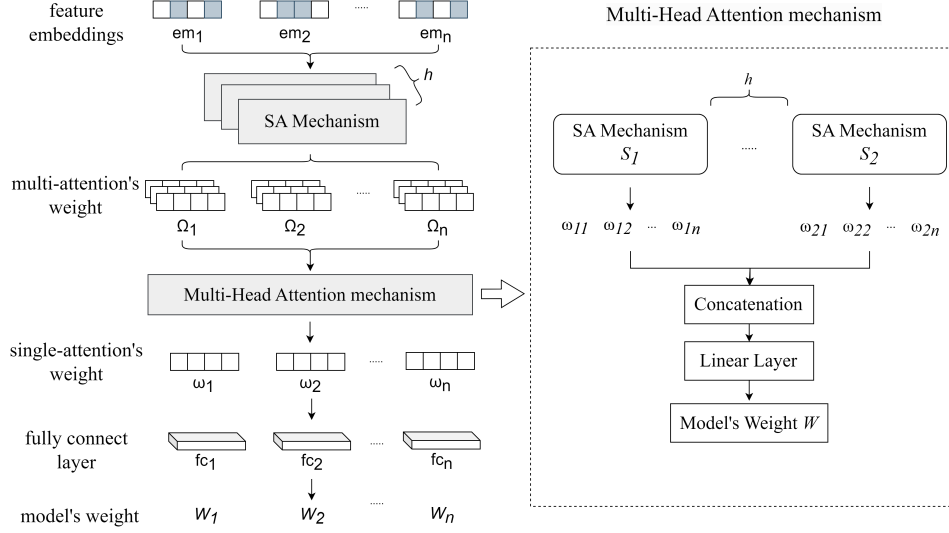 feature
embeddings
em1 em2 ..... emn
h
SA Mechanism
multi-attention's
weight
.....
Ω1 Ω2 Ωn
Multi-Head Attention mechanism
single-attention's
weight
.....
ω1 ω2 ωn
fully connect
layer
.....
fc1 fc2 fcn
model's weight
W1 W2 ..... Wn
Multi-Head Attention mechanism
h
SA Mechanism
S1
.....
SA Mechanism
S2
ω11 ω12 ... ω1n
ω21 ω22 ... ω2n
Concatenation
Linear Layer
Model's Weight W